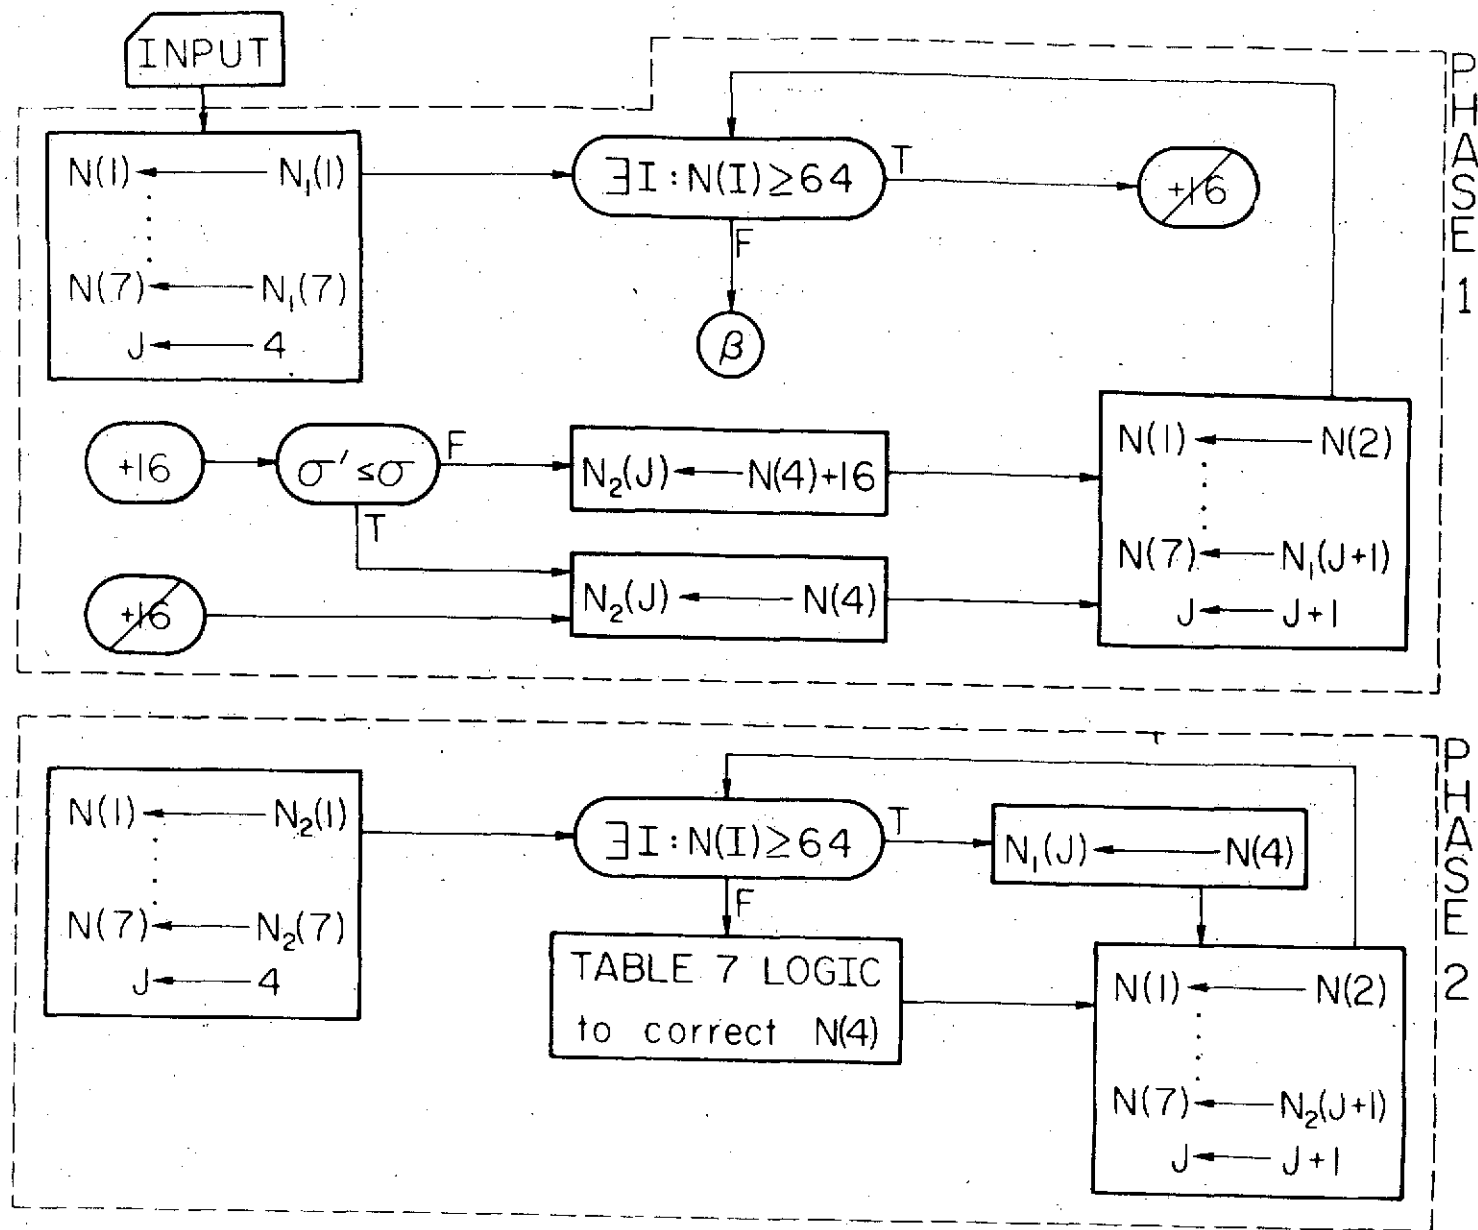 INPUT
PHASE 1
N(1) ← N₁(1)
N(7) ← N₁(7)
J ← 4
∃I:N(I)≥64
T
F
+16
β
+16
σ′≤σ
F
T
N₂(J) ← N(4)+16
+16
N₂(J) ← N(4)
N(1) ← N(2)
N(7) ← N₁(J+1)
J ← J+1
PHASE 2
N(1) ← N₂(1)
N(7) ← N₂(7)
J ← 4
∃I:N(I)≥64
T
F
N₁(J) ← N(4)
TABLE 7 LOGIC
to correct N(4)
N(1) ← N(2)
N(7) ← N₂(J+1)
J ← J+1